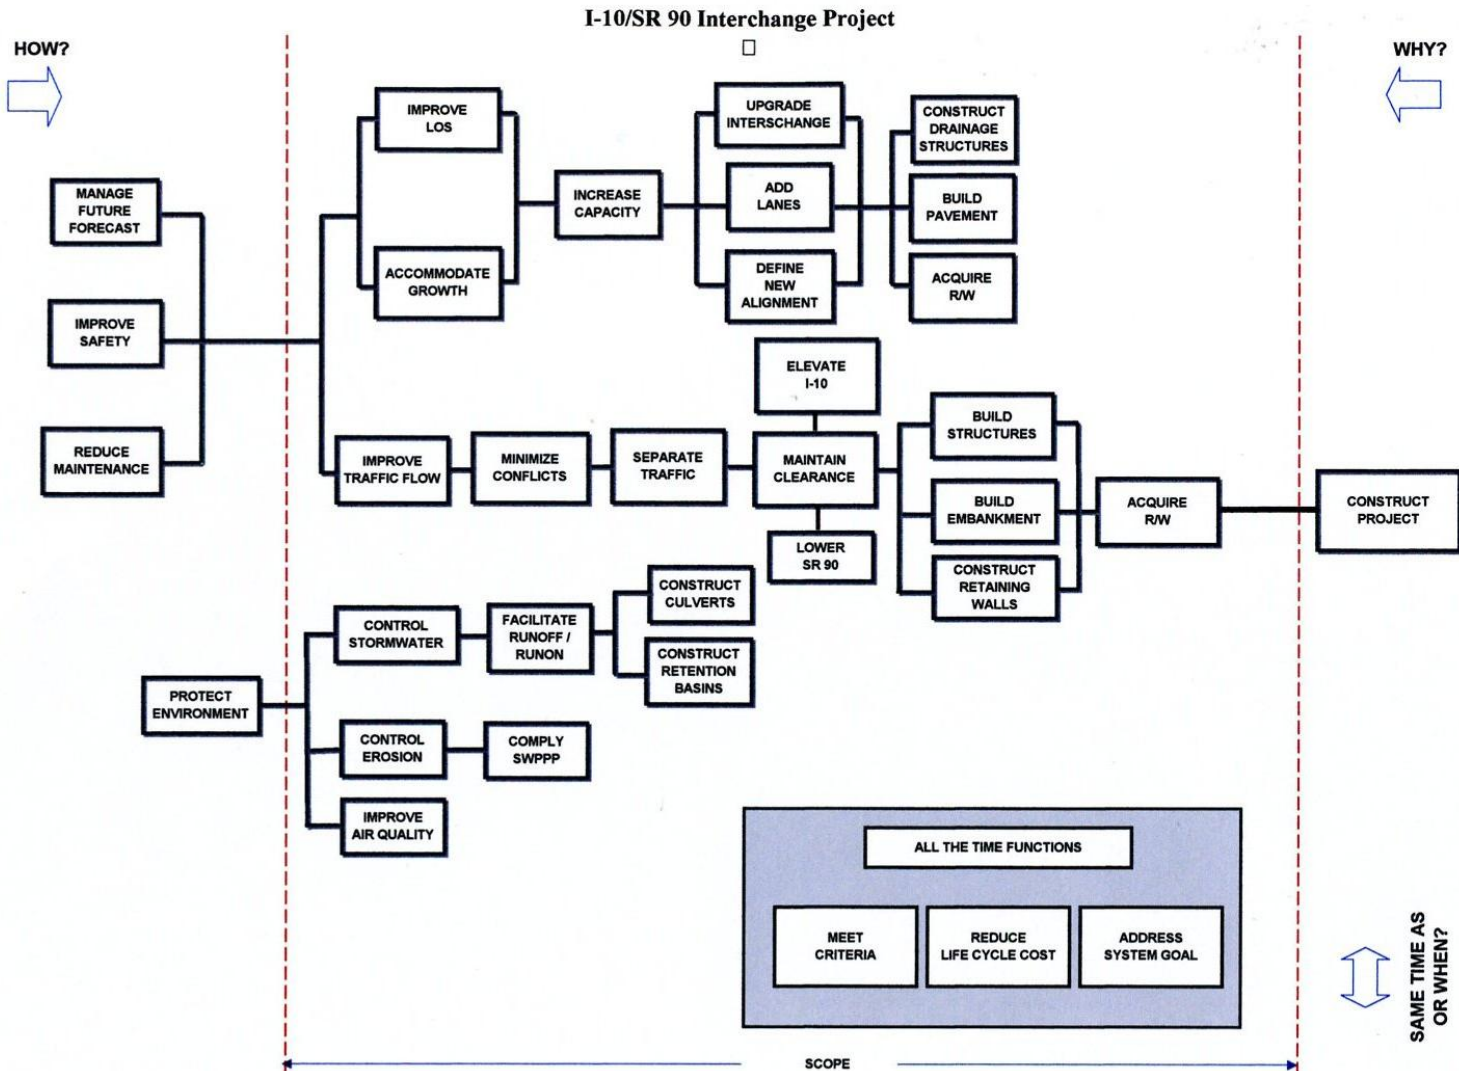 I-10/SR 90 Interchange Project
HOW?
WHY?
IMPROVE
LOS
UPGRADE
INTERSCHANGE
CONSTRUCT
DRAINAGE
STRUCTURES
MANAGE
FUTURE
FORECAST
INCREASE
CAPACITY
ADD
LANES
BUILD
PAVEMENT
ACCOMMODATE
GROWTH
DEFINE
NEW
ALIGNMENT
ACQUIRE
R/W
IMPROVE
SAFETY
ELEVATE
I-10
REDUCE
MAINTENANCE
IMPROVE
TRAFFIC FLOW
MINIMIZE
CONFLICTS
SEPARATE
TRAFFIC
MAINTAIN
CLEARANCE
BUILD
STRUCTURES
BUILD
EMBANKMENT
ACQUIRE
R/W
CONSTRUCT
PROJECT
LOWER
SR 90
CONSTRUCT
RETAINING
WALLS
CONTROL
STORMWATER
FACILITATE
RUNOFF /
RUNON
CONSTRUCT
CULVERTS
CONSTRUCT
RETENTION
BASINS
PROTECT
ENVIRONMENT
CONTROL
EROSION
COMPLY
SWPPP
IMPROVE
AIR QUALITY
ALL THE TIME FUNCTIONS
MEET
CRITERIA
REDUCE
LIFE CYCLE COST
ADDRESS
SYSTEM GOAL
SAME TIME AS
OR WHEN?
SCOPE